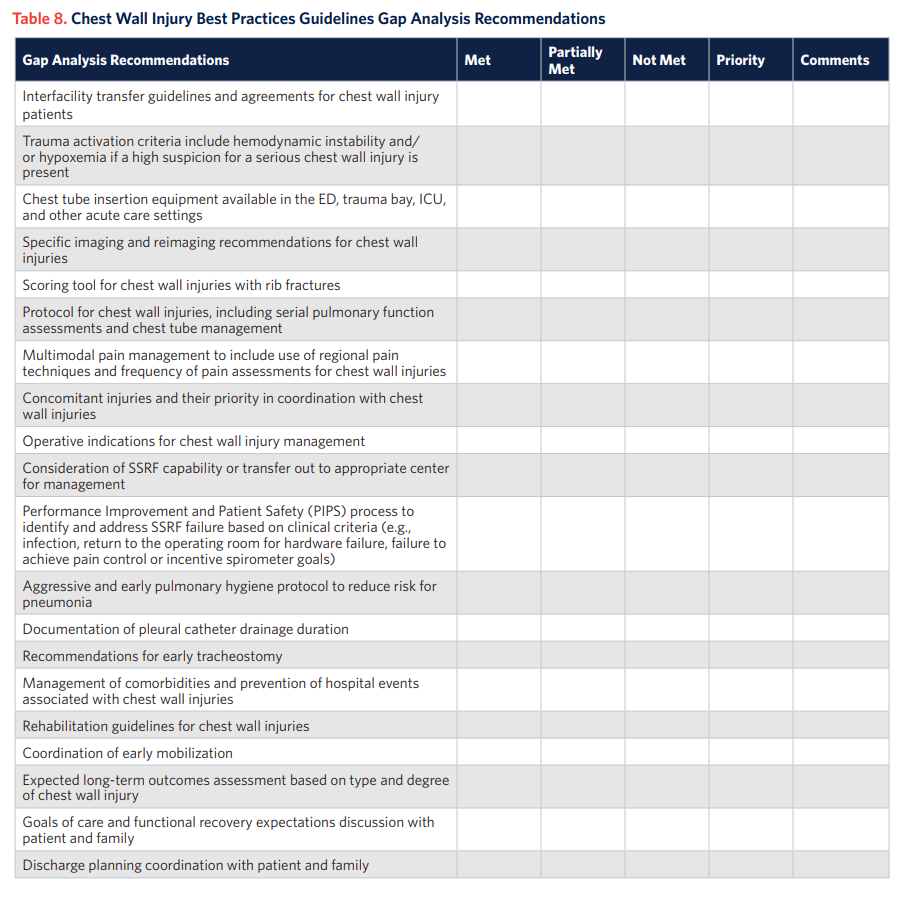 Table 8. Chest Wall Injury Best Practices Guidelines Gap Analysis Recommendations
Gap Analysis Recommendations
Met
Partially
Met
Not Met
Priority
Comments
Interfacility transfer guidelines and agreements for chest wall injury
patients
Trauma activation criteria include hemodynamic instability and/
or hypoxemia if a high suspicion for a serious chest wall injury is
present
Chest tube insertion equipment available in the ED, trauma bay, ICU,
and other acute care settings
Specific imaging and reimaging recommendations for chest wall
injuries
Scoring tool for chest wall injuries with rib fractures
Protocol for chest wall injuries, including serial pulmonary function
assessments and chest tube management
Multimodal pain management to include use of regional pain
techniques and frequency of pain assessments for chest wall injuries
Concomitant injuries and their priority in coordination with chest
wall injuries
Operative indications for chest wall injury management
Consideration of SSRF capability or transfer out to appropriate center
for management
Performance Improvement and Patient Safety (PIPS) process to
identify and address SSRF failure based on clinical criteria (e.g.,
infection, return to the operating room for hardware failure, failure to
achieve pain control or incentive spirometer goals)
Aggressive and early pulmonary hygiene protocol to reduce risk for
pneumonia
Documentation of pleural catheter drainage duration
Recommendations for early tracheostomy
Management of comorbidities and prevention of hospital events
associated with chest wall injuries
Rehabilitation guidelines for chest wall injuries
Coordination of early mobilization
Expected long-term outcomes assessment based on type and degree
of chest wall injury
Goals of care and functional recovery expectations discussion with
patient and family
Discharge planning coordination with patient and family